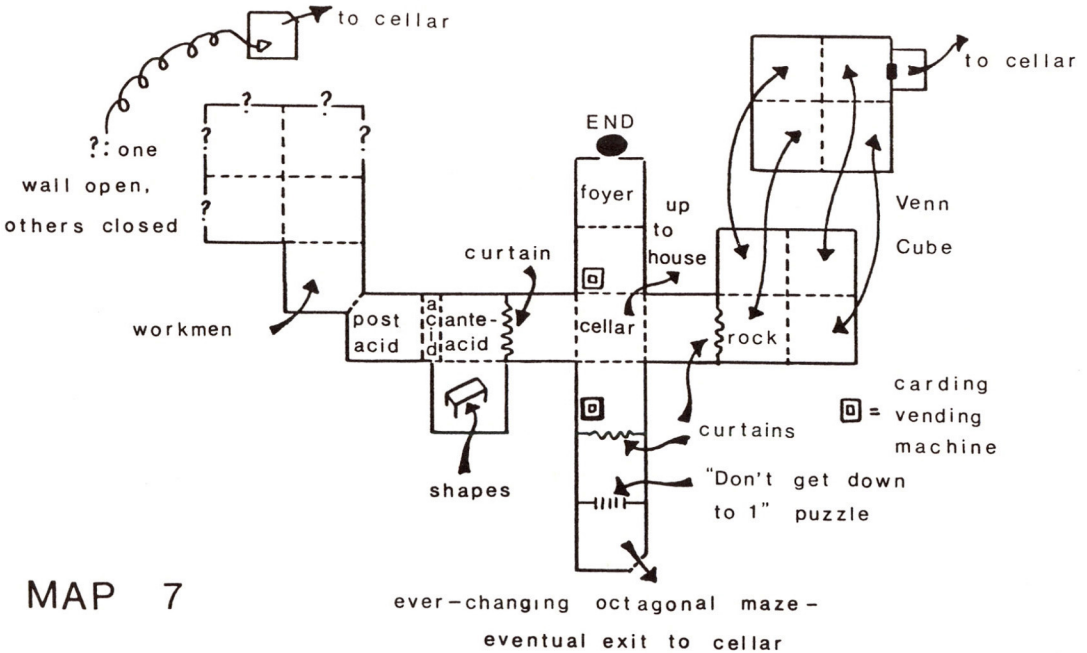 to cellar
to cellar
? ?
? ?
?
?: one
wall open,
others closed
END
foyer
up
to
house
Venn
Cube
curtain
workmen
post
acid
acid
ante-
acid
cellar
rock
shapes
curtains
"Don't get down
to 1" puzzle
= carding
vending
machine
MAP 7
ever-changing octagonal maze-
eventual exit to cellar